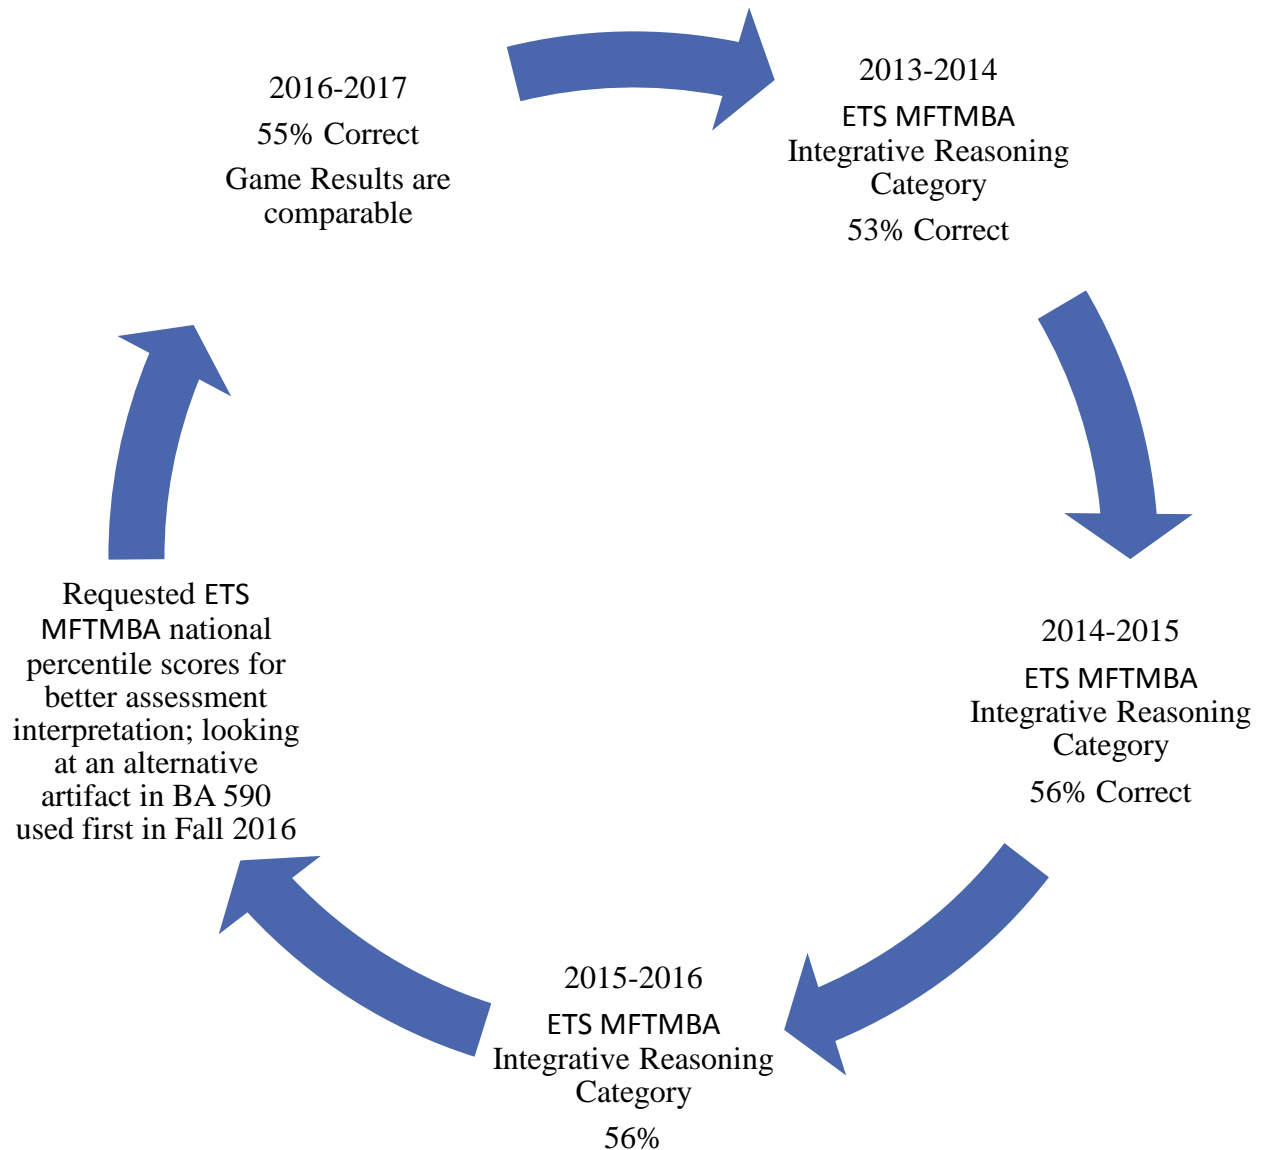 2016-2017
55% Correct
Game Results are
comparable
2013-2014
ETS MFTMBA
Integrative Reasoning
Category
53% Correct
2014-2015
ETS MFTMBA
Integrative Reasoning
Category
56% Correct
2015-2016
ETS MFTMBA
Integrative Reasoning
Category
56%
Requested ETS
MFTMBA national
percentile scores for
better assessment
interpretation; looking
at an alternative
artifact in BA 590
used first in Fall 2016